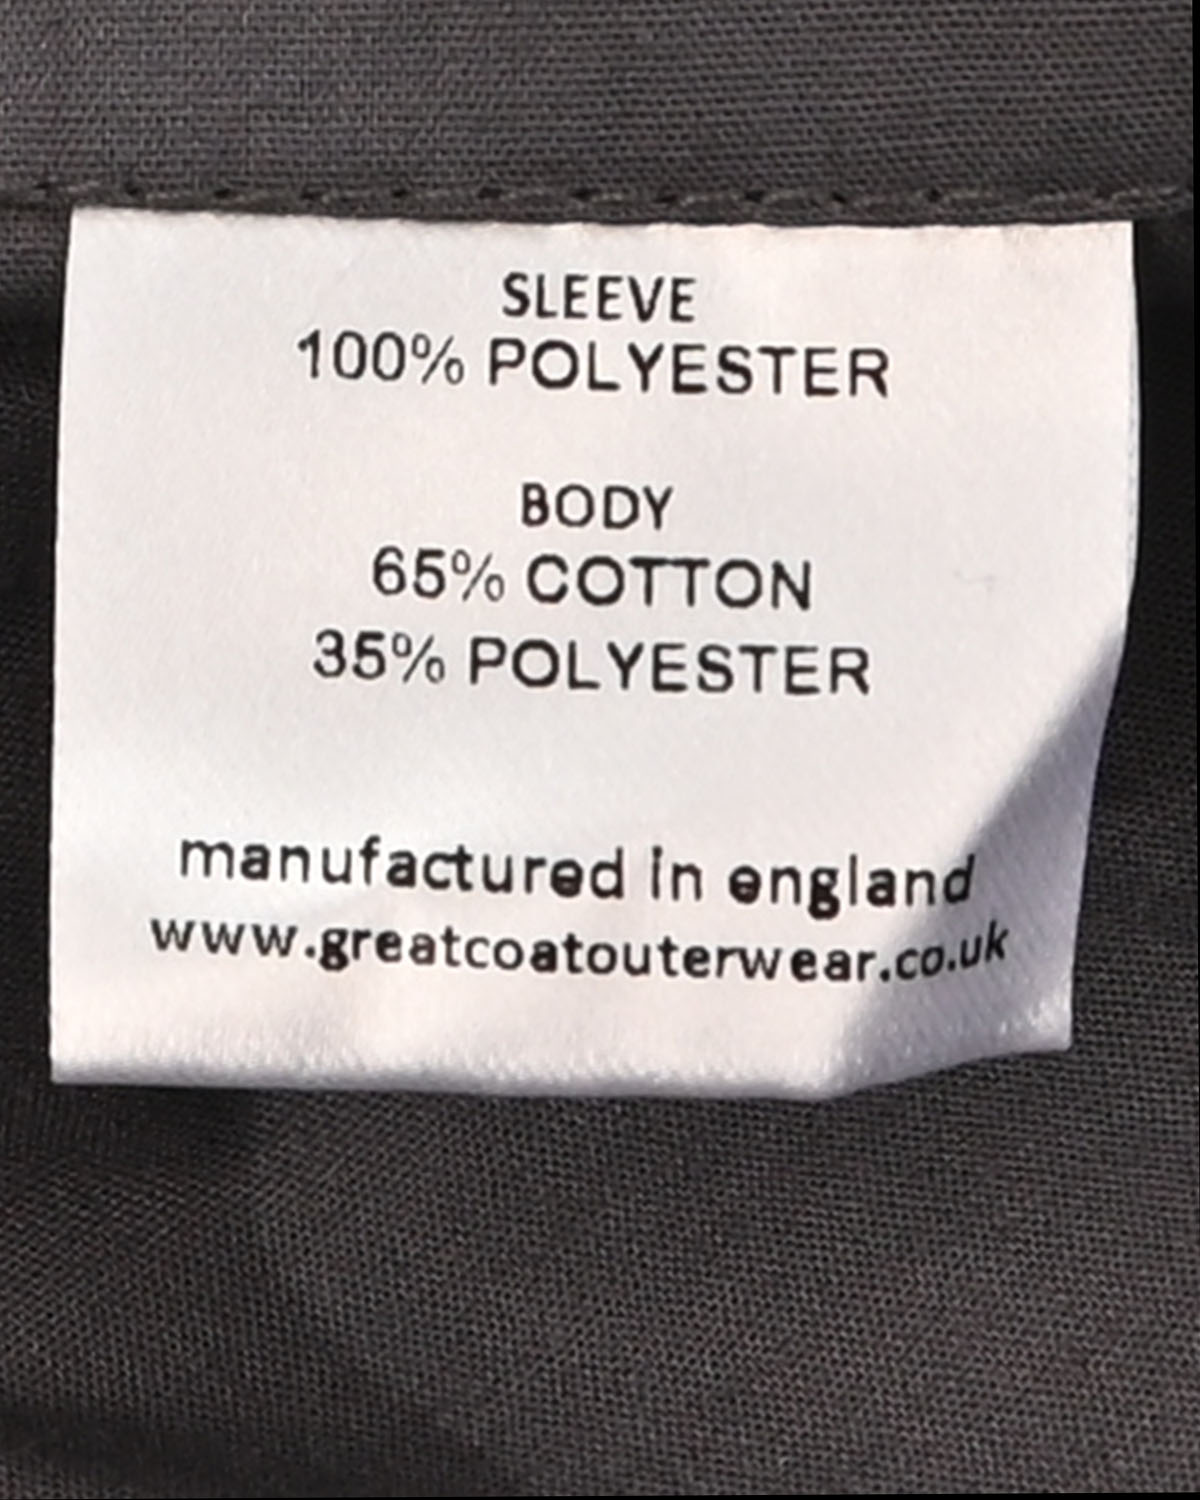 SLEEVE
100% POLYESTER
BODY
65% COTTON
35% POLYESTER
manufactured in england
www.greatcoatouterwear.co.uk